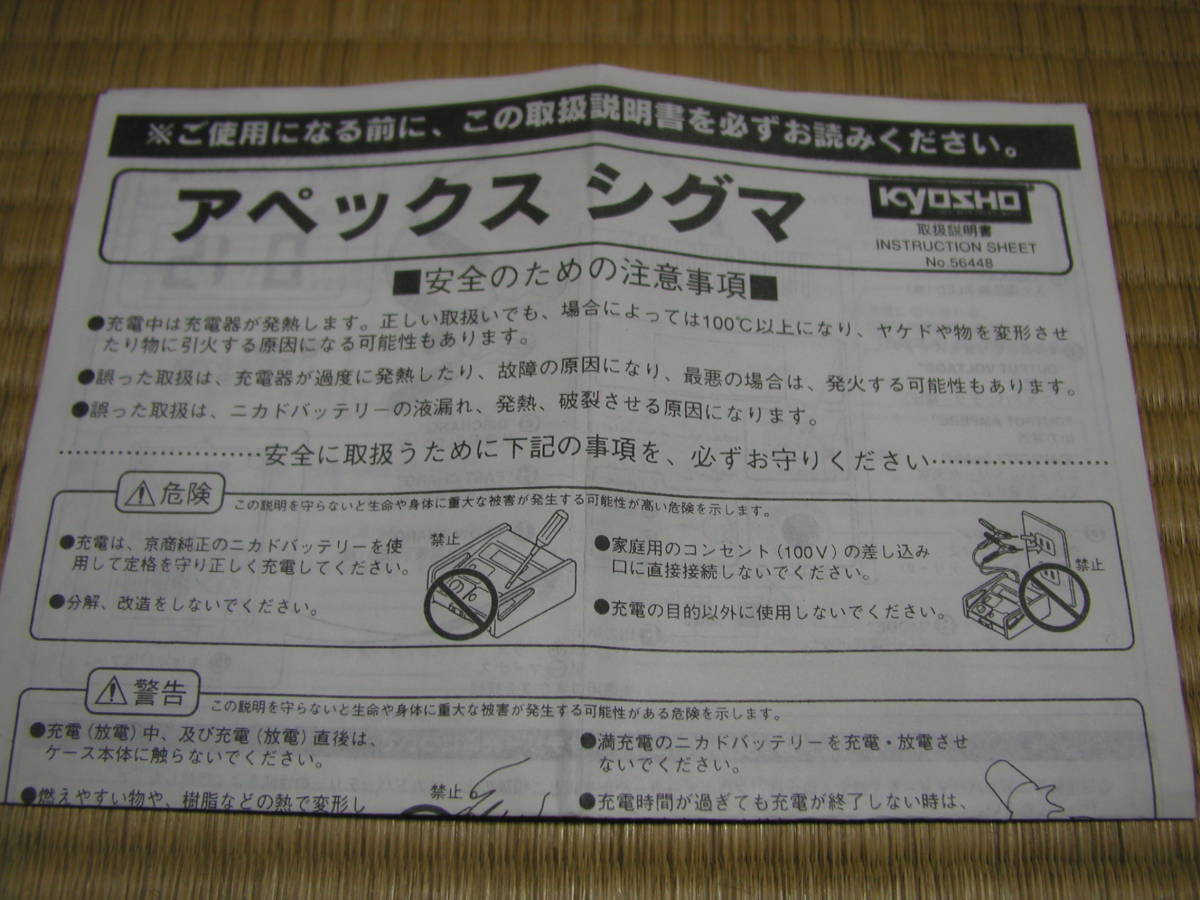 ※ご使用になる前に、この取扱説明書を必ずお読みください。
アペックス シグマ
KYOSHO
取扱説明書
INSTRUCTION SHEET
No.56448
■安全のための注意事項■
●充電中は充電器が発熱します。正しい取扱いでも、場合によっては100℃以上になり、ヤケドや物を変形させ
たり物に引火する原因になる可能性もあります。
●誤った取扱は、充電器が過度に発熱したり、故障の原因になり、最悪の場合は、発火する可能性もあります。
●誤った取扱は、ニカドバッテリーの液漏れ、発熱、破裂させる原因になります。
安全に取扱うために下記の事項を、必ずお守りください
危険
この説明を守らないと生命や身体に重大な被害が発生する可能性が高い危険を示します。
●充電は、京商純正のニカドバッテリーを使
用して定格を守り正しく充電してください。
●分解、改造をしないでください。
禁止
●家庭用のコンセント(100V)の差し込み
口に直接接続しないでください。
●充電の目的以外に使用しないでください。
禁止
警告
この説明を守らないと生命や身体に重大な被害が発生する可能性がある危険を示します。
●充電(放電)中、及び充電(放電)直後は、
ケース本体に触らないでください。
●燃えやすい物や、樹脂などの熱で変形し
禁止
●満充電のニカドバッテリーを充電・放電させ
ないでください。
●充電時間が過ぎても充電が終了しない時は、